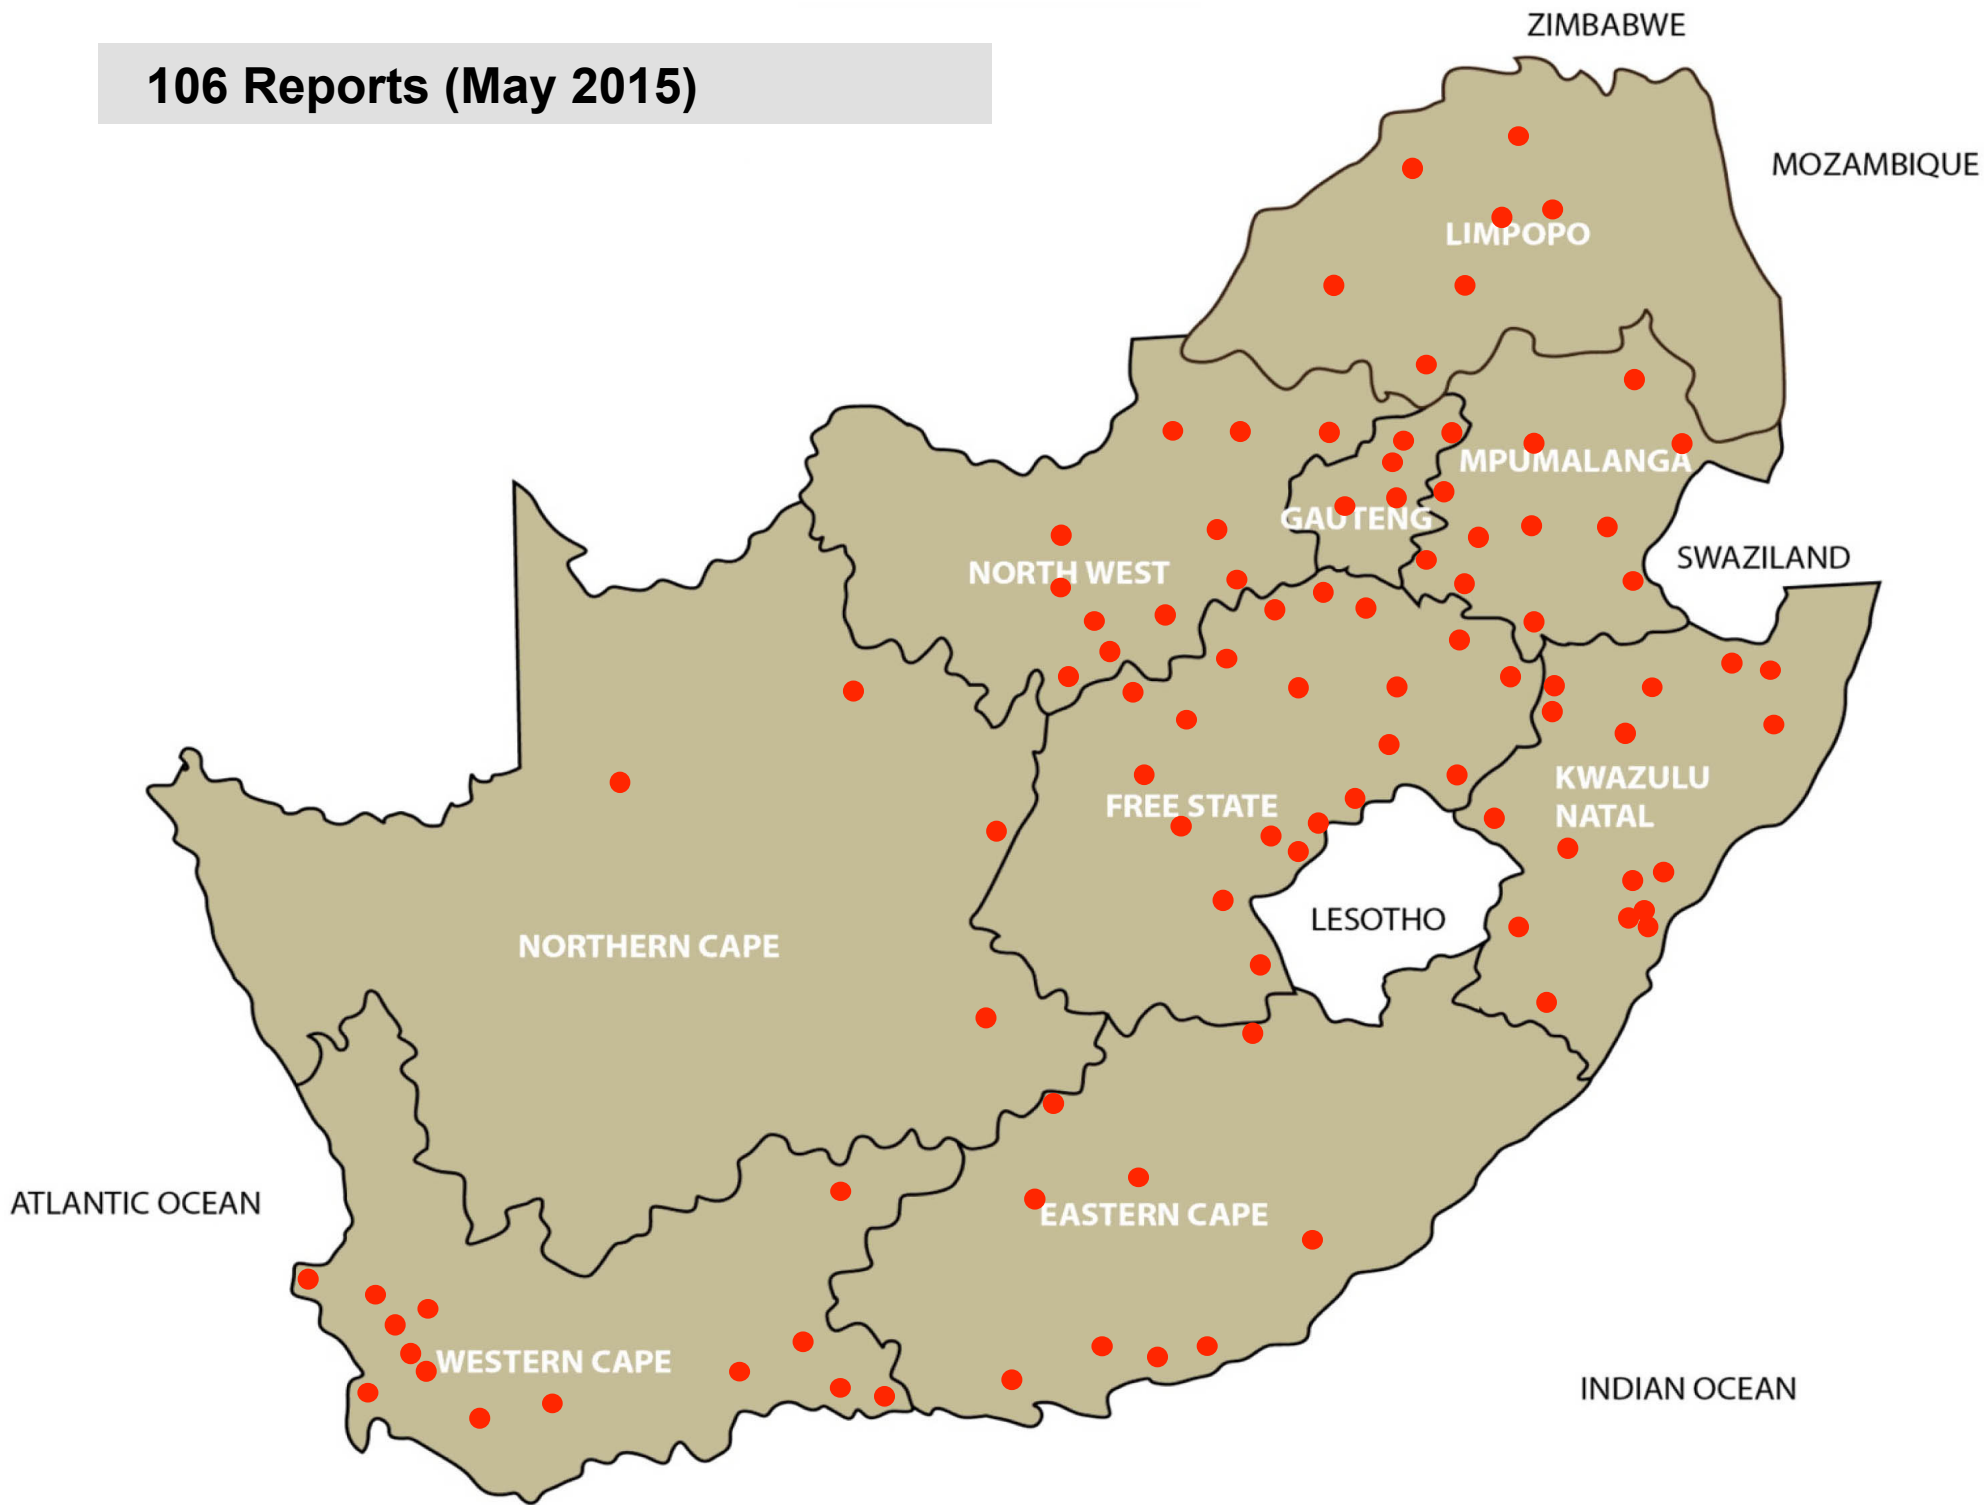 ZIMBABWE
106 Reports (May 2015)
MOZAMBIQUE
LIMPOPO
MPUMALANGA
GAUTENG
SWAZILAND
NORTH WEST
KWAZULU
NATAL
FREE STATE
LESOTHO
NORTHERN CAPE
ATLANTIC OCEAN
EASTERN CAPE
WESTERN CAPE
INDIAN OCEAN